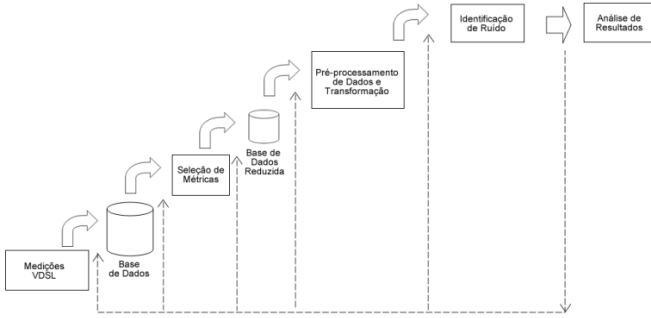 Medições
VDSL
Base
de Dados
Seleção de
Métricas
Base de
Dados
Reduzida
Pré-processamento
de Dados e
Transformação
Identificação
de Ruído
Análise de
Resultados